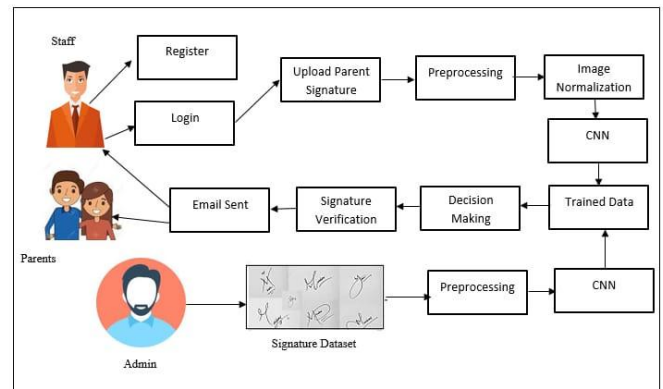 Staff
Register
Login
Upload Parent
Signature
Preprocessing
Image
Normalization
CNN
Trained Data
Decision
Making
Signature
Verification
Email Sent
Parents
Admin
Signature Dataset
Preprocessing
CNN